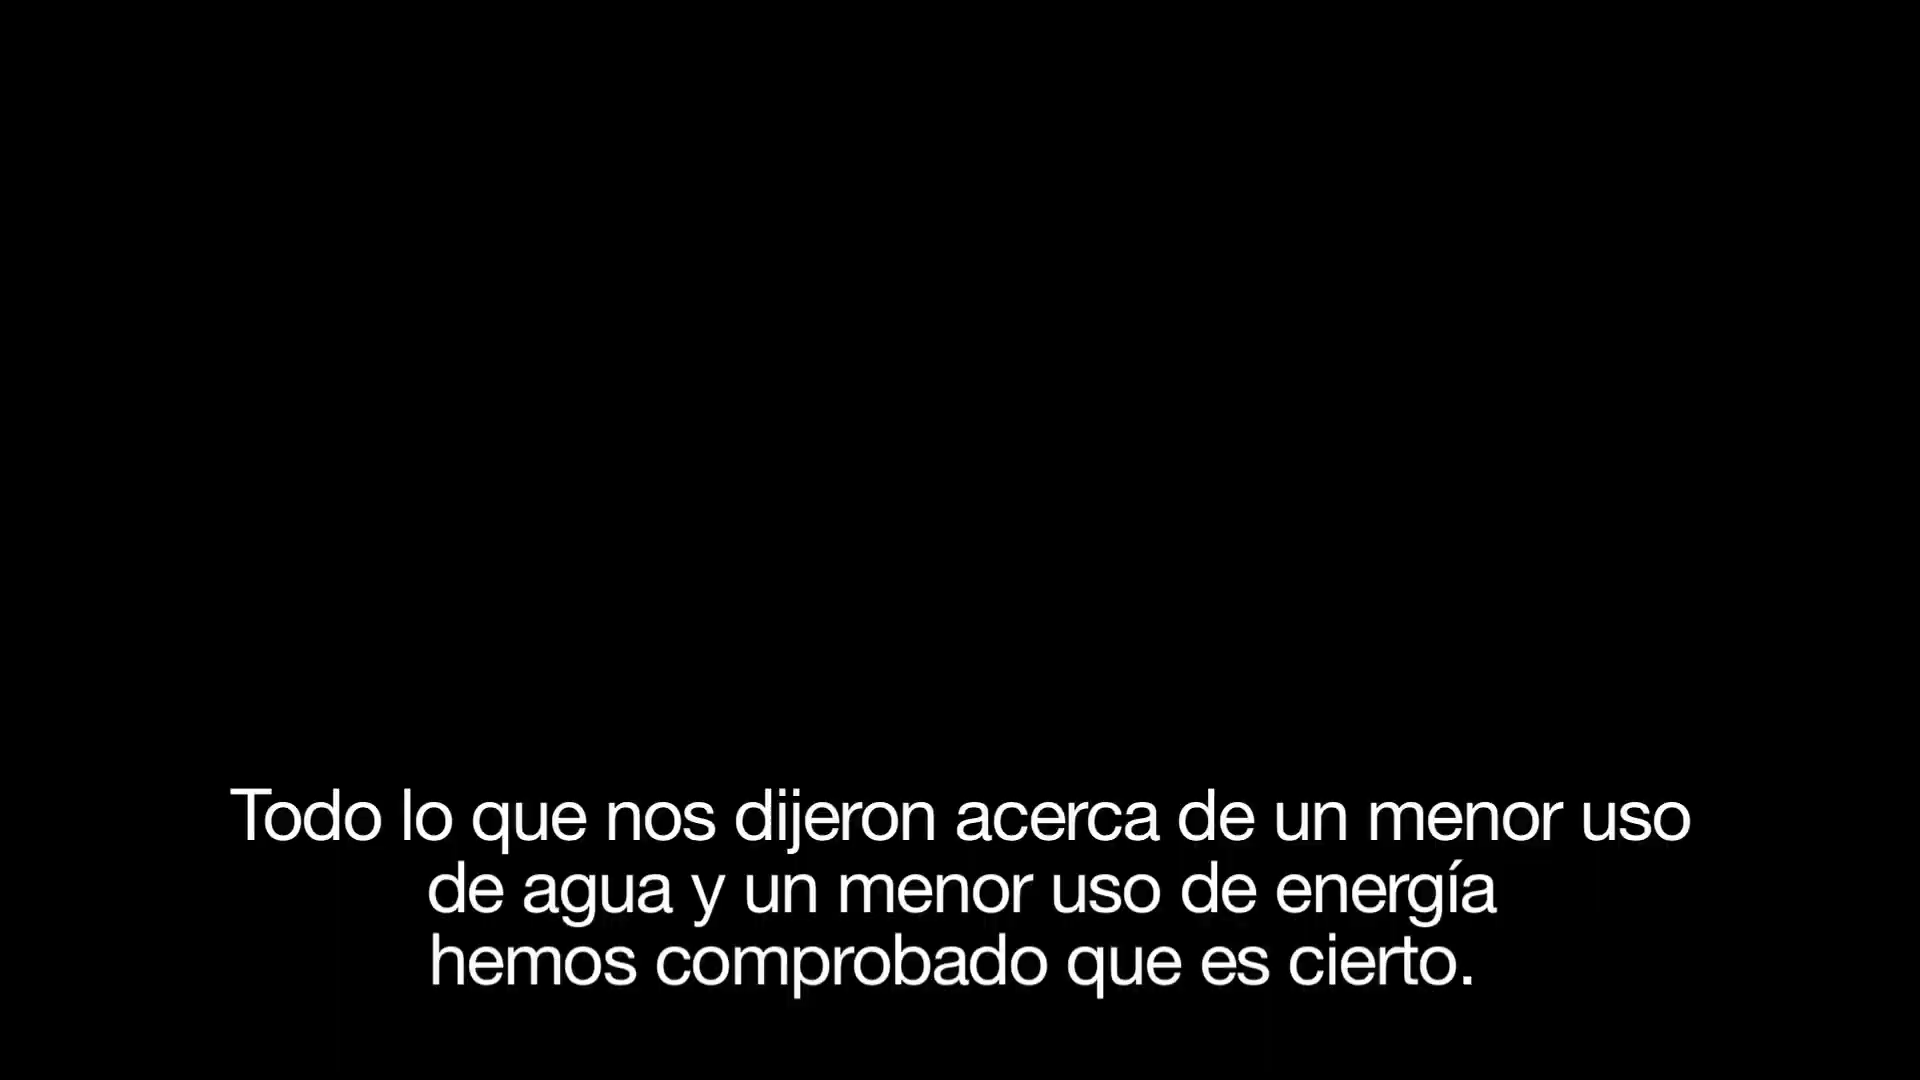 Todo lo que nos dijeron acerca de un menor uso
de agua y un menor uso de energía
hemos comprobado que es cierto.